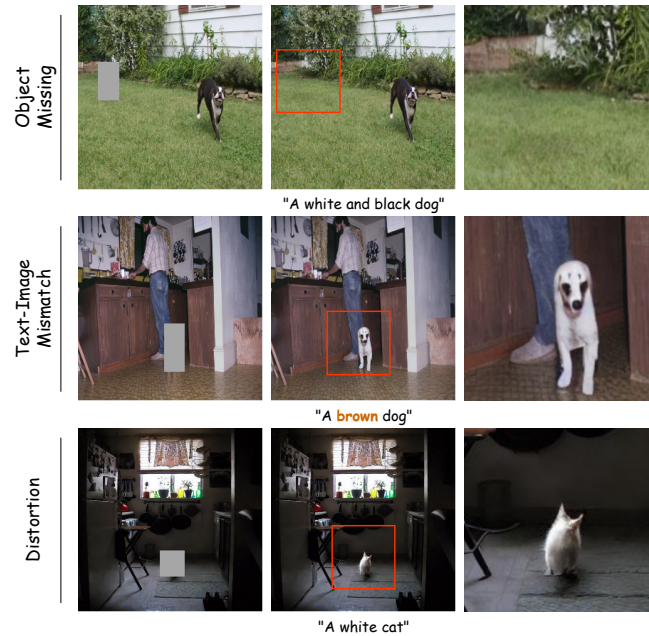 Object
Missing
"A white and black dog"
Text-Image
Mismatch
"A brown dog"
Distortion
"A white cat"